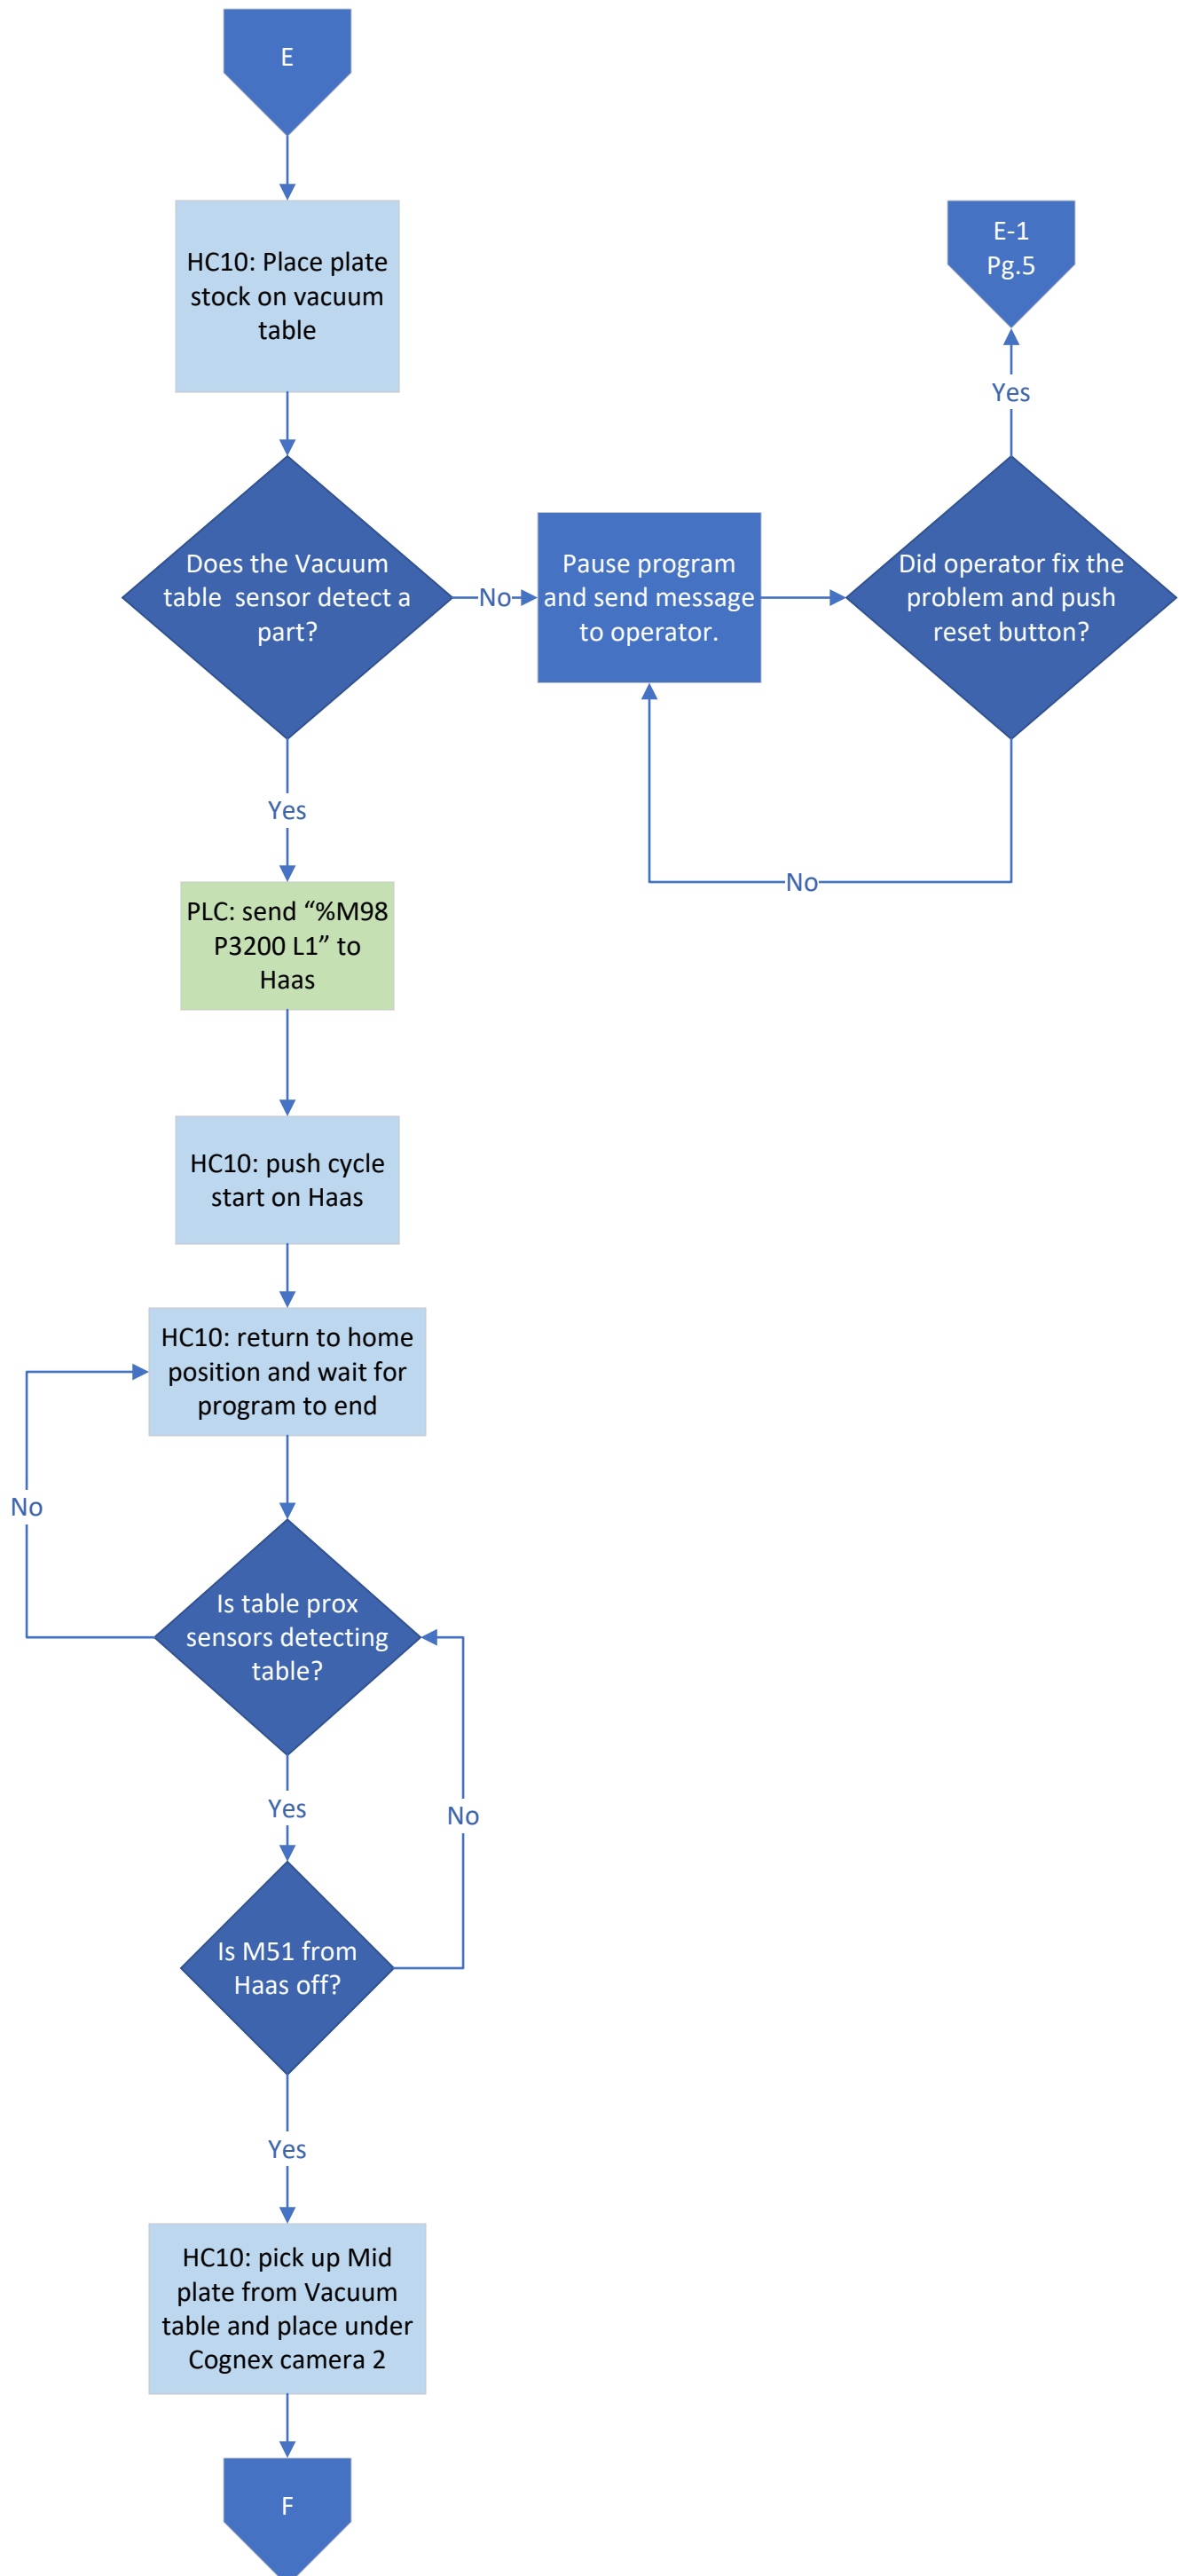 E
HC10: Place plate
stock on vacuum
table
E-1
Pg.5
Yes
Does the Vacuum
table  sensor detect a
part?
No
Pause program
and send message
to operator.
Did operator fix the
problem and push
reset button?
No
Yes
PLC: send “%M98
P3200 L1” to
Haas
HC10: push cycle
start on Haas
HC10: return to home
position and wait for
program to end
No
Is table prox
sensors detecting
table?
Yes
No
Is M51 from
Haas off?
Yes
HC10: pick up Mid
plate from Vacuum
table and place under
Cognex camera 2
F